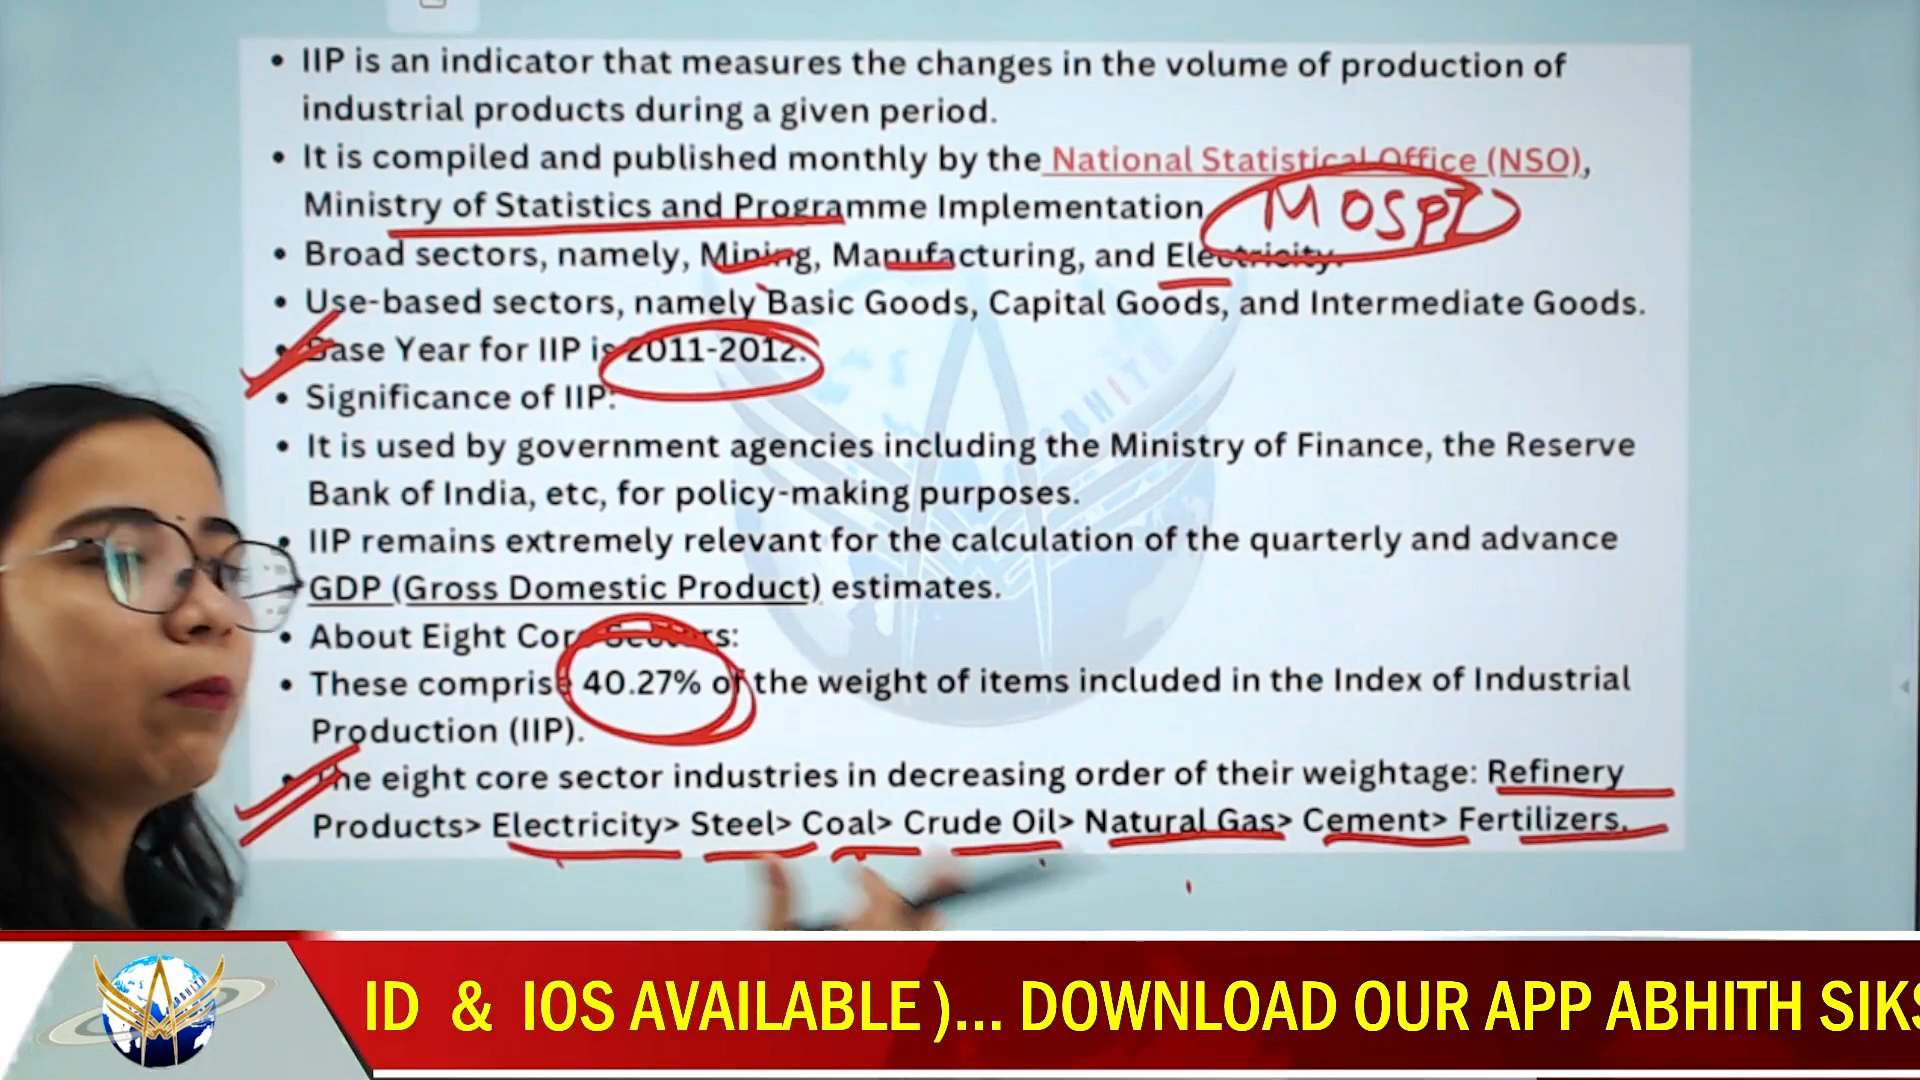 • IIP is an indicator that measures the changes in the volume of production of
industrial products during a given period.
• It is compiled and published monthly by the National Statistical Office (NSO),
Ministry of Statistics and Programme Implementation
MOSPI
• Broad sectors, namely, Mining, Manufacturing, and Electricity.
• Use-based sectors, namely Basic Goods, Capital Goods, and Intermediate Goods.
• Base Year for IIP is 2011-2012.
• Significance of IIP:
• It is used by government agencies including the Ministry of Finance, the Reserve
Bank of India, etc, for policy-making purposes.
• IIP remains extremely relevant for the calculation of the quarterly and advance
GDP (Gross Domestic Product) estimates.
• About Eight Core Sectors:
• These comprise 40.27% of the weight of items included in the Index of Industrial
Production (IIP).
• The eight core sector industries in decreasing order of their weightage: Refinery
Products> Electricity> Steel> Coal> Crude Oil> Natural Gas> Cement> Fertilizers.
ABHITH
ABHITH
ID & IOS AVAILABLE )... DOWNLOAD OUR APP ABHITH SIKS